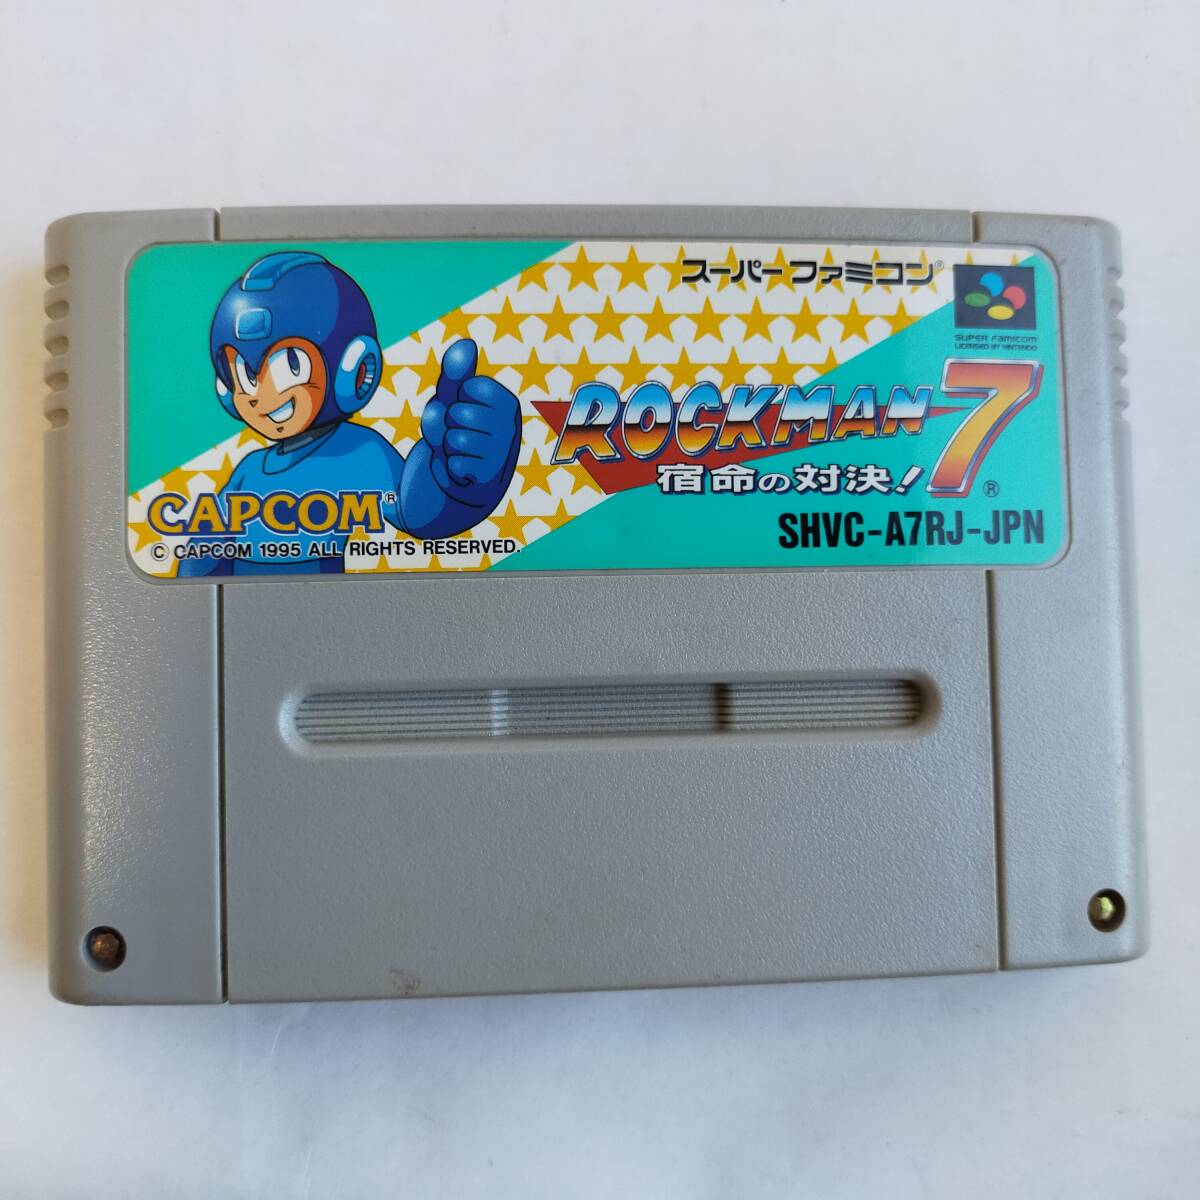 スーパーファミコン®
SUPER FAMICOM
LICENSED BY NINTENDO
ROCKMAN 7 ®
宿命の対決!
CAPCOM®
© CAPCOM 1995 ALL RIGHTS RESERVED.
SHVC-A7RJ-JPN